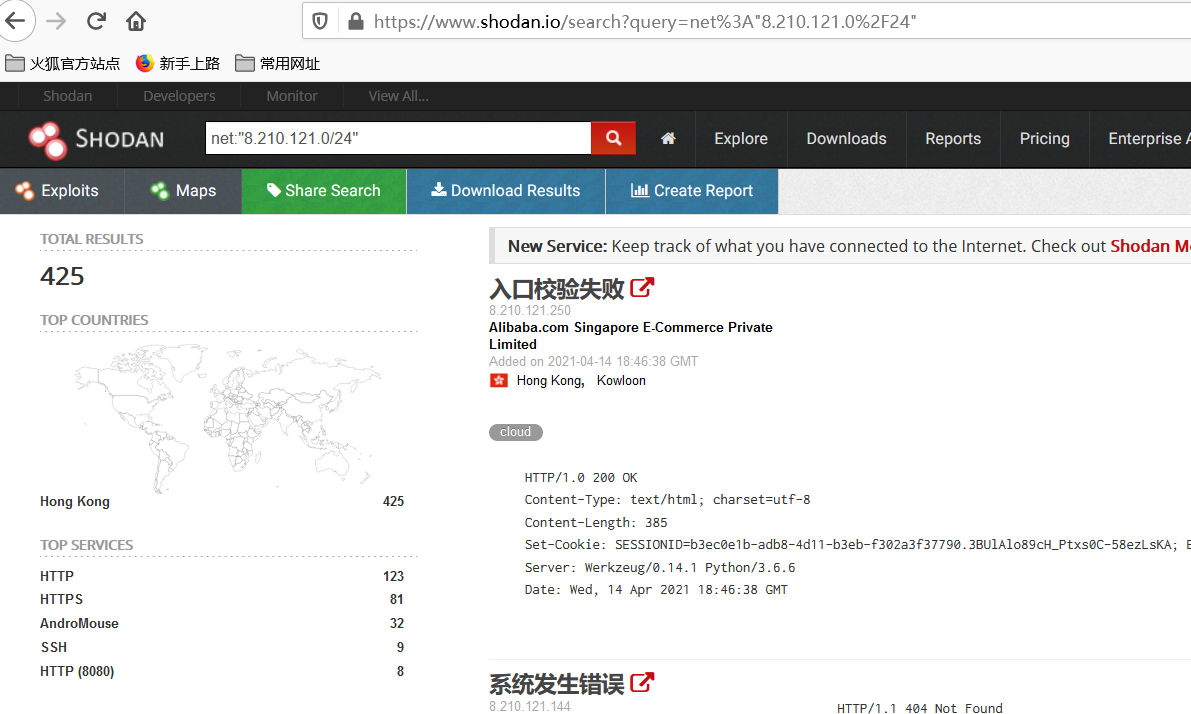 https://www.shodan.io/search?query=net%3A"8.210.121.0%2F24"
火狐官方站点 新手上路 常用网址
Shodan Developers Monitor View All...
SHODAN net:"8.210.121.0/24" Explore Downloads Reports Pricing Enterprise A
Exploits Maps Share Search Download Results Create Report
TOTAL RESULTS
425
TOP COUNTRIES
Hong Kong 425
TOP SERVICES
HTTP 123
HTTPS 81
AndroMouse 32
SSH 9
HTTP (8080) 8
New Service: Keep track of what you have connected to the Internet. Check out Shodan Mo
入口校验失败
8.210.121.250
Alibaba.com Singapore E-Commerce Private
Limited
Added on 2021-04-14 18:46:38 GMT
Hong Kong, Kowloon
cloud
HTTP/1.0 200 OK
Content-Type: text/html; charset=utf-8
Content-Length: 385
Set-Cookie: SESSIONID=b3ec0e1b-adb8-4d11-b3eb-f302a3f37790.3BUlAlo89cH_Ptxs0C-58ezLsKA; E
Server: Werkzeug/0.14.1 Python/3.6.6
Date: Wed, 14 Apr 2021 18:46:38 GMT
系统发生错误
8.210.121.144
HTTP/1.1 404 Not Found